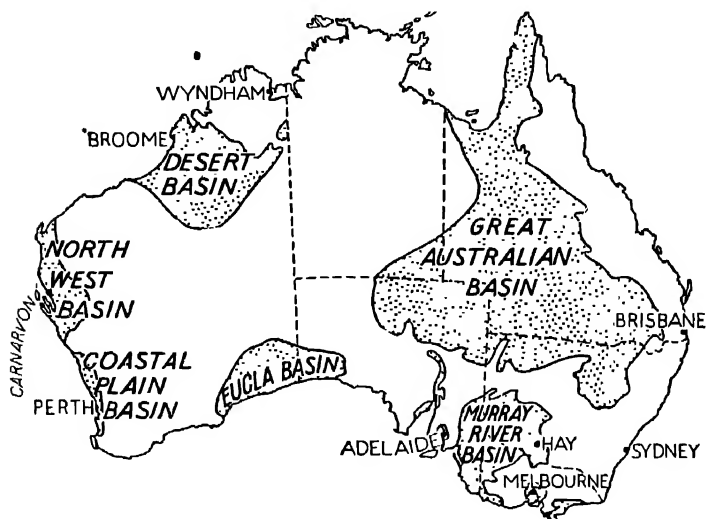 WYNDHAM
BROOME
DESERT
BASIN
GREAT
AUSTRALIAN
BASIN
NORTH
WEST
BASIN
CARNARVON
BRISBANE
COASTAL
PLAIN
BASIN
PERTH
EUCLA BASIN
MURRAY
RIVER
BASIN
ADELAIDE
HAY
SYDNEY
MELBOURNE